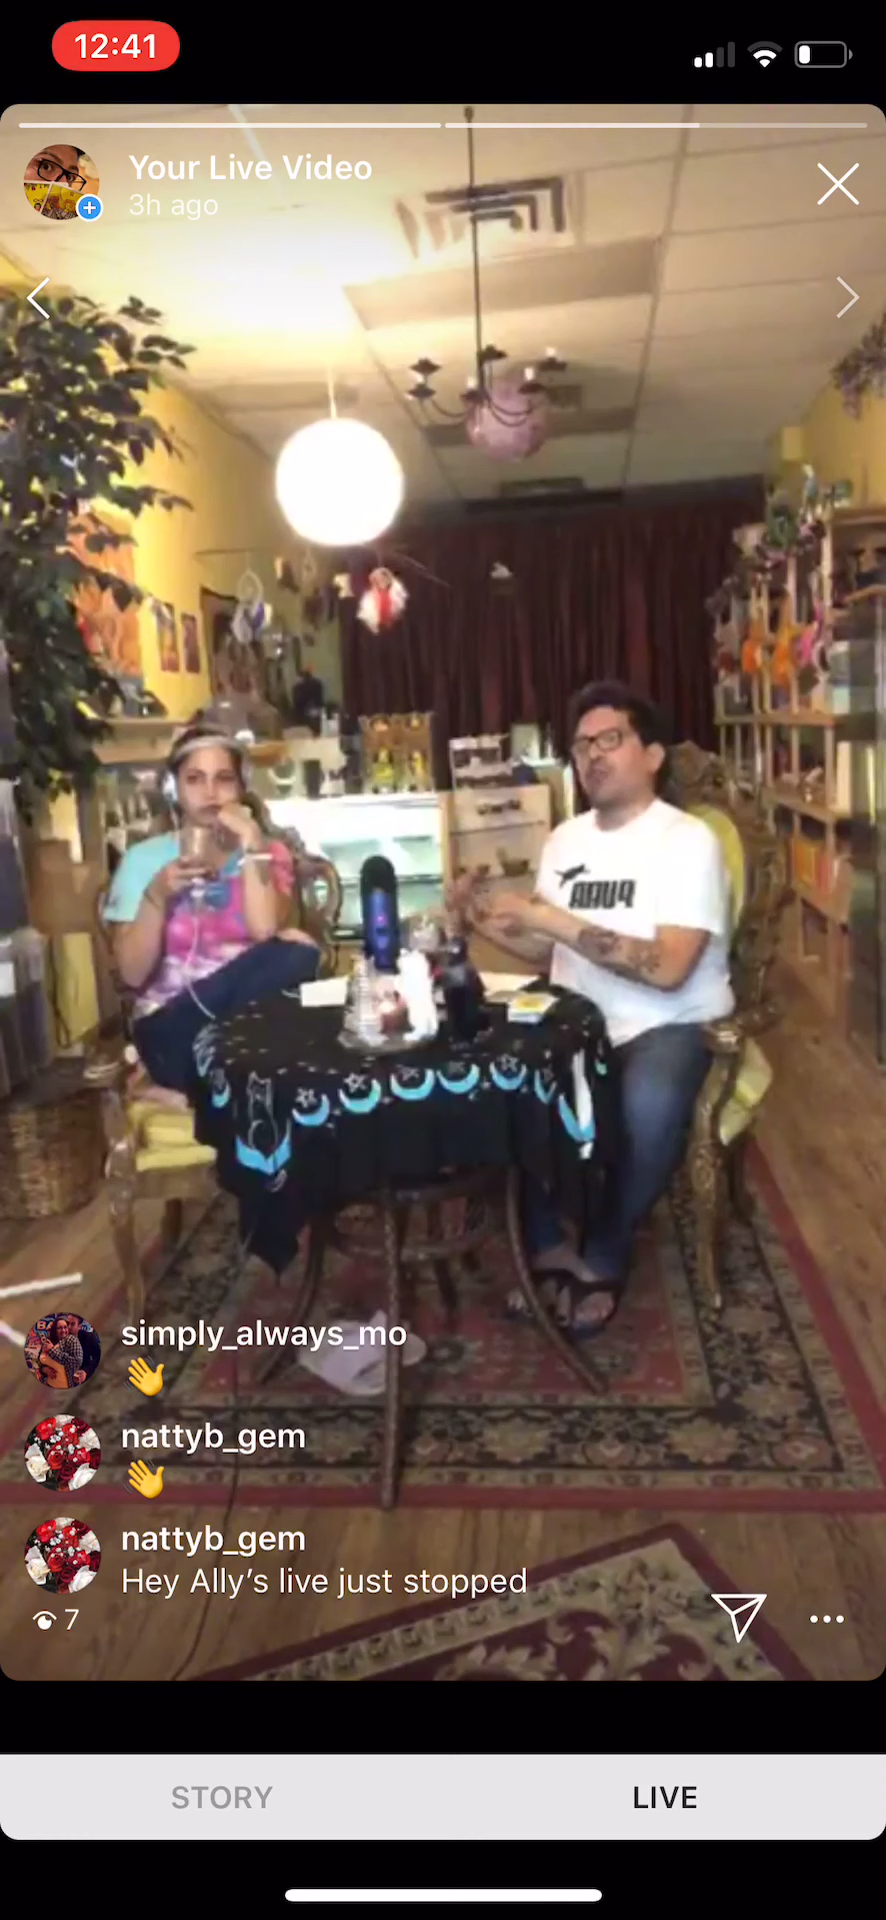 12:41
Your Live Video
3h ago
simply_always_mo
👋
nattyb_gem
👋
nattyb_gem
Hey Ally's live just stopped
7
STORY
LIVE